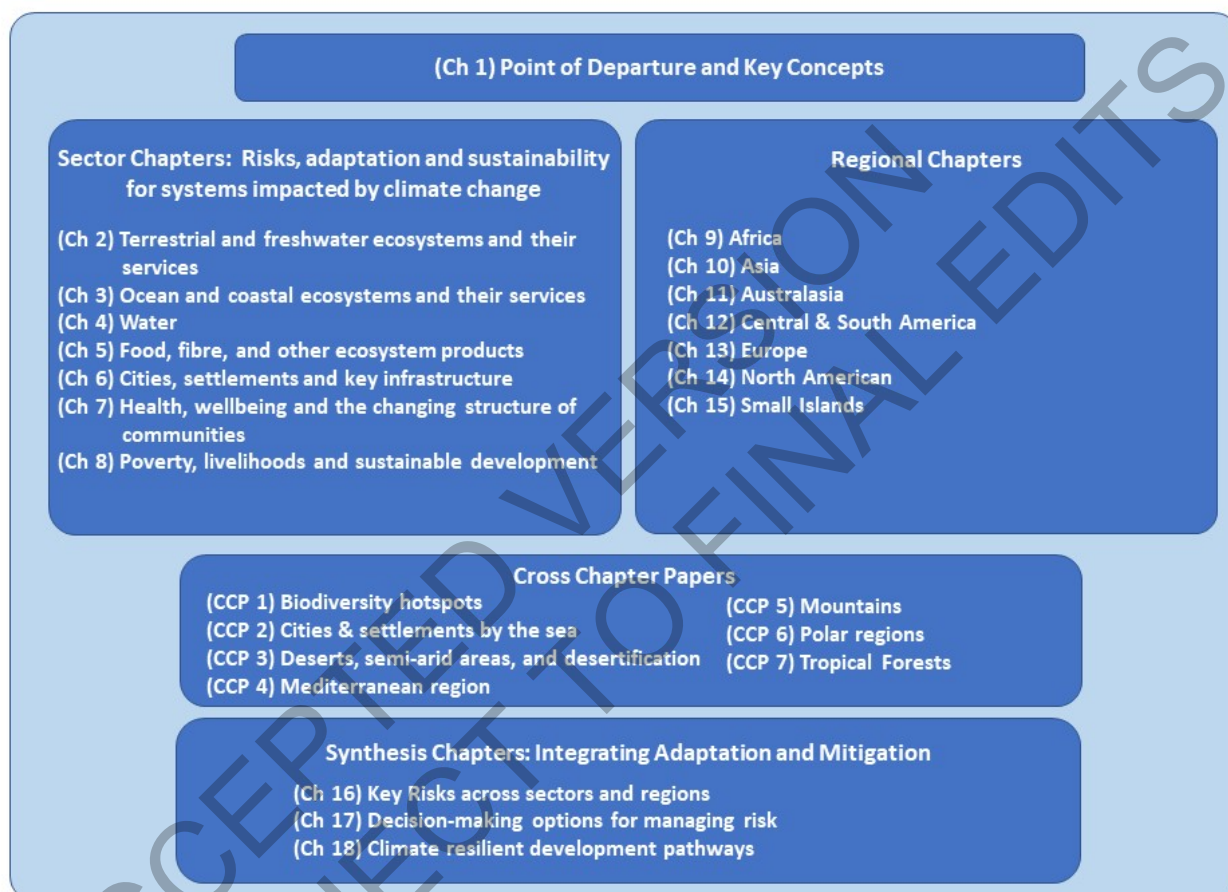 (Ch 1) Point of Departure and Key Concepts
Sector Chapters: Risks, adaptation and sustainability
for systems impacted by climate change
(Ch 2) Terrestrial and freshwater ecosystems and their
services
(Ch 3) Ocean and coastal ecosystems and their services
(Ch 4) Water
(Ch 5) Food, fibre, and other ecosystem products
(Ch 6) Cities, settlements and key infrastructure
(Ch 7) Health, wellbeing and the changing structure of
communities
(Ch 8) Poverty, livelihoods and sustainable development
Regional Chapters
(Ch 9) Africa
(Ch 10) Asia
(Ch 11) Australasia
(Ch 12) Central & South America
(Ch 13) Europe
(Ch 14) North American
(Ch 15) Small Islands
Cross Chapter Papers
(CCP 1) Biodiversity hotspots
(CCP 2) Cities & settlements by the sea
(CCP 3) Deserts, semi-arid areas, and desertification
(CCP 4) Mediterranean region
(CCP 5) Mountains
(CCP 6) Polar regions
(CCP 7) Tropical Forests
Synthesis Chapters: Integrating Adaptation and Mitigation
(Ch 16) Key Risks across sectors and regions
(Ch 17) Decision-making options for managing risk
(Ch 18) Climate resilient development pathways
CCEPTED VERSION
JECT TO FINAL EDITS